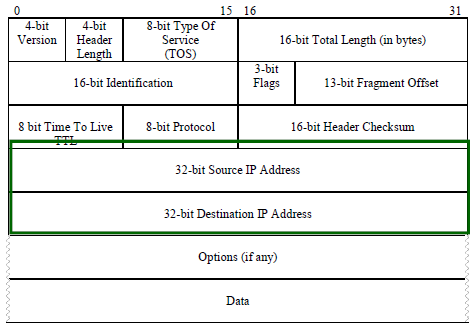 0 15 16 31
4-bit Version
4-bit Header Length
8-bit Type Of Service (TOS)
16-bit Total Length (in bytes)
16-bit Identification
3-bit Flags
13-bit Fragment Offset
8 bit Time To Live TTL
8-bit Protocol
16-bit Header Checksum
32-bit Source IP Address
32-bit Destination IP Address
Options (if any)
Data